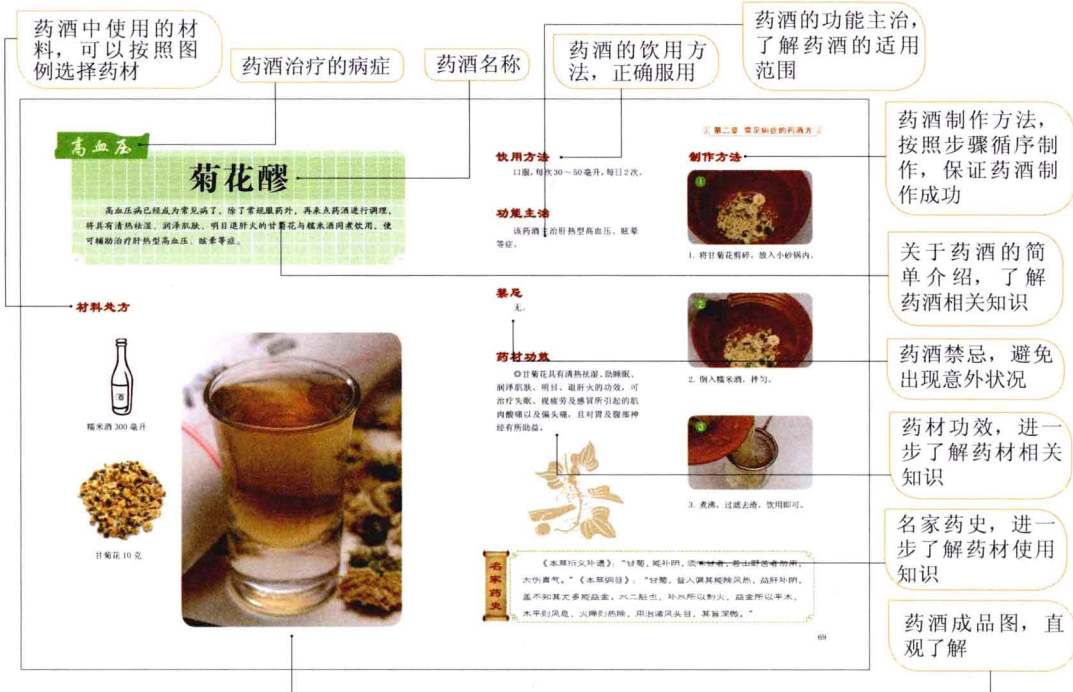 药酒中使用的材
料，可以按照图
例选择药材
药酒治疗的病症
药酒名称
药酒的饮用方
法，正确服用
药酒的功能主治，
了解药酒的适用
范围
高血压
菊花醪
高血压病已经成为常见病了，除了常规服药外，再来点药酒进行调理，
将具有清热祛湿、润泽肌肤、明目退肝火的甘菊花与糯米酒同煮饮用，便
可辅助治疗肝热型高血压、眩晕等症。
材料处方
酒
糯米酒 300 毫升
甘菊花 10 克
第二章 常见病症的药酒方
饮用方法
口服，每次30～50毫升，每日2次。
功能主治
该药酒主治肝热型高血压、眩晕
等症。
禁忌
无。
药材功效
◎甘菊花具有清热祛湿、助睡眠、
润泽肌肤、明目、退肝火的功效，可
治疗失眠、视疲劳及感冒所引起的肌
肉酸痛以及偏头痛，且对胃及腹部神
经有所助益。
制作方法
1
1. 将甘菊花剪碎，放入小砂锅内。
2
2. 倒入糯米酒，拌匀。
3
3. 煮沸，过滤去渣，饮用即可。
名家药史
《本草衍义补遗》：“甘菊，能补阴，须味甘者，若山野苦者勿用，
大伤胃气。”《本草纲目》：“甘菊，昔人谓其能除风热，益肝补阴，
盖不知其尤多能益金、水二脏也，补水所以制火，益金所以平木，
木平则风息，火降则热除，用治诸风头目，其旨深微。”
69
药酒制作方法，
按照步骤循序制
作，保证药酒制
作成功
关于药酒的简
单介绍，了解
药酒相关知识
药酒禁忌，避免
出现意外状况
药材功效，进一
步了解药材相关
知识
名家药史，进一
步了解药材使用
知识
药酒成品图，直
观了解